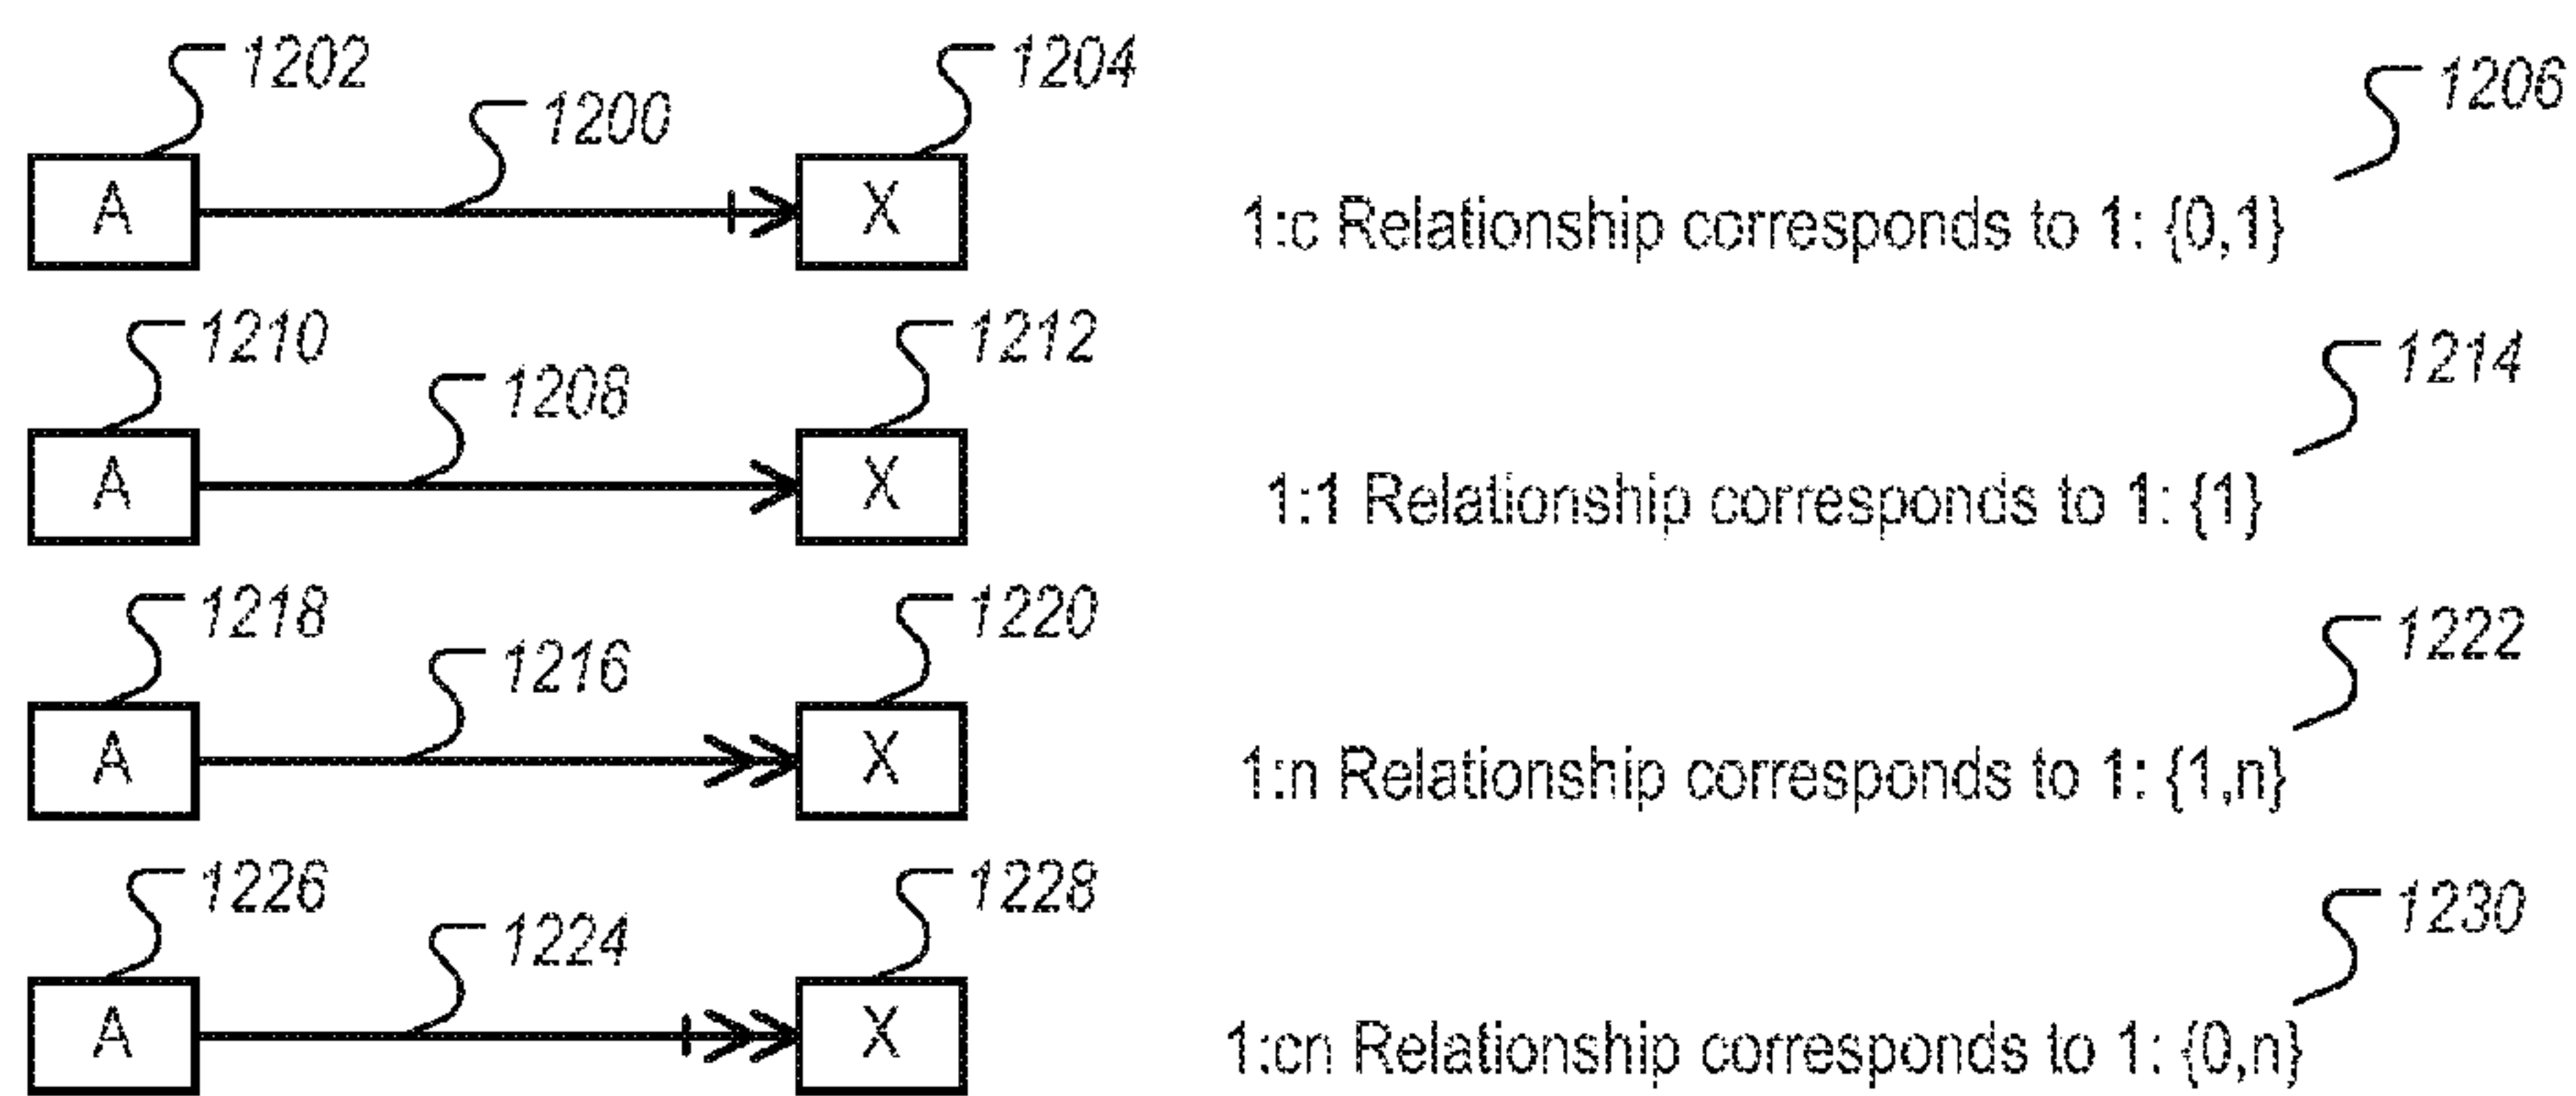 1202
1200
1204
1206
A
X
1:c Relationship corresponds to 1: {0,1}
1210
1208
1212
1214
A
X
1:1 Relationship corresponds to 1: {1}
1218
1216
1220
1222
A
X
1:n Relationship corresponds to 1: {1,n}
1226
1224
1228
1230
A
X
1:cn Relationship corresponds to 1: {0,n}